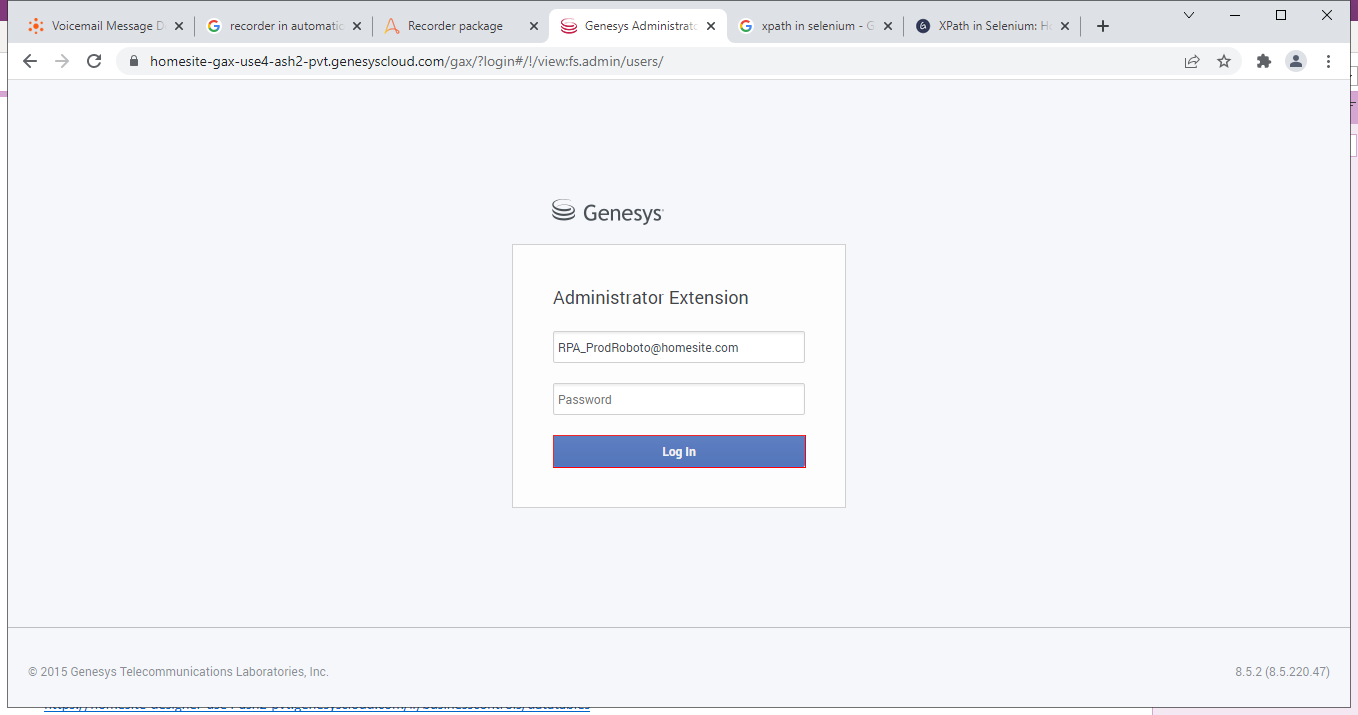 Voicemail Message D
recorder in automatic
Recorder package
Genesys Administrato
xpath in selenium - G
XPath in Selenium: H
homesite-gax-use4-ash2-pvt.genesyscloud.com/gax/?login#/!/view:fs.admin/users/
Genesys
Administrator Extension
RPA_ProdRoboto@homesite.com
Password
Log In
© 2015 Genesys Telecommunications Laboratories, Inc.
8.5.2 (8.5.220.47)